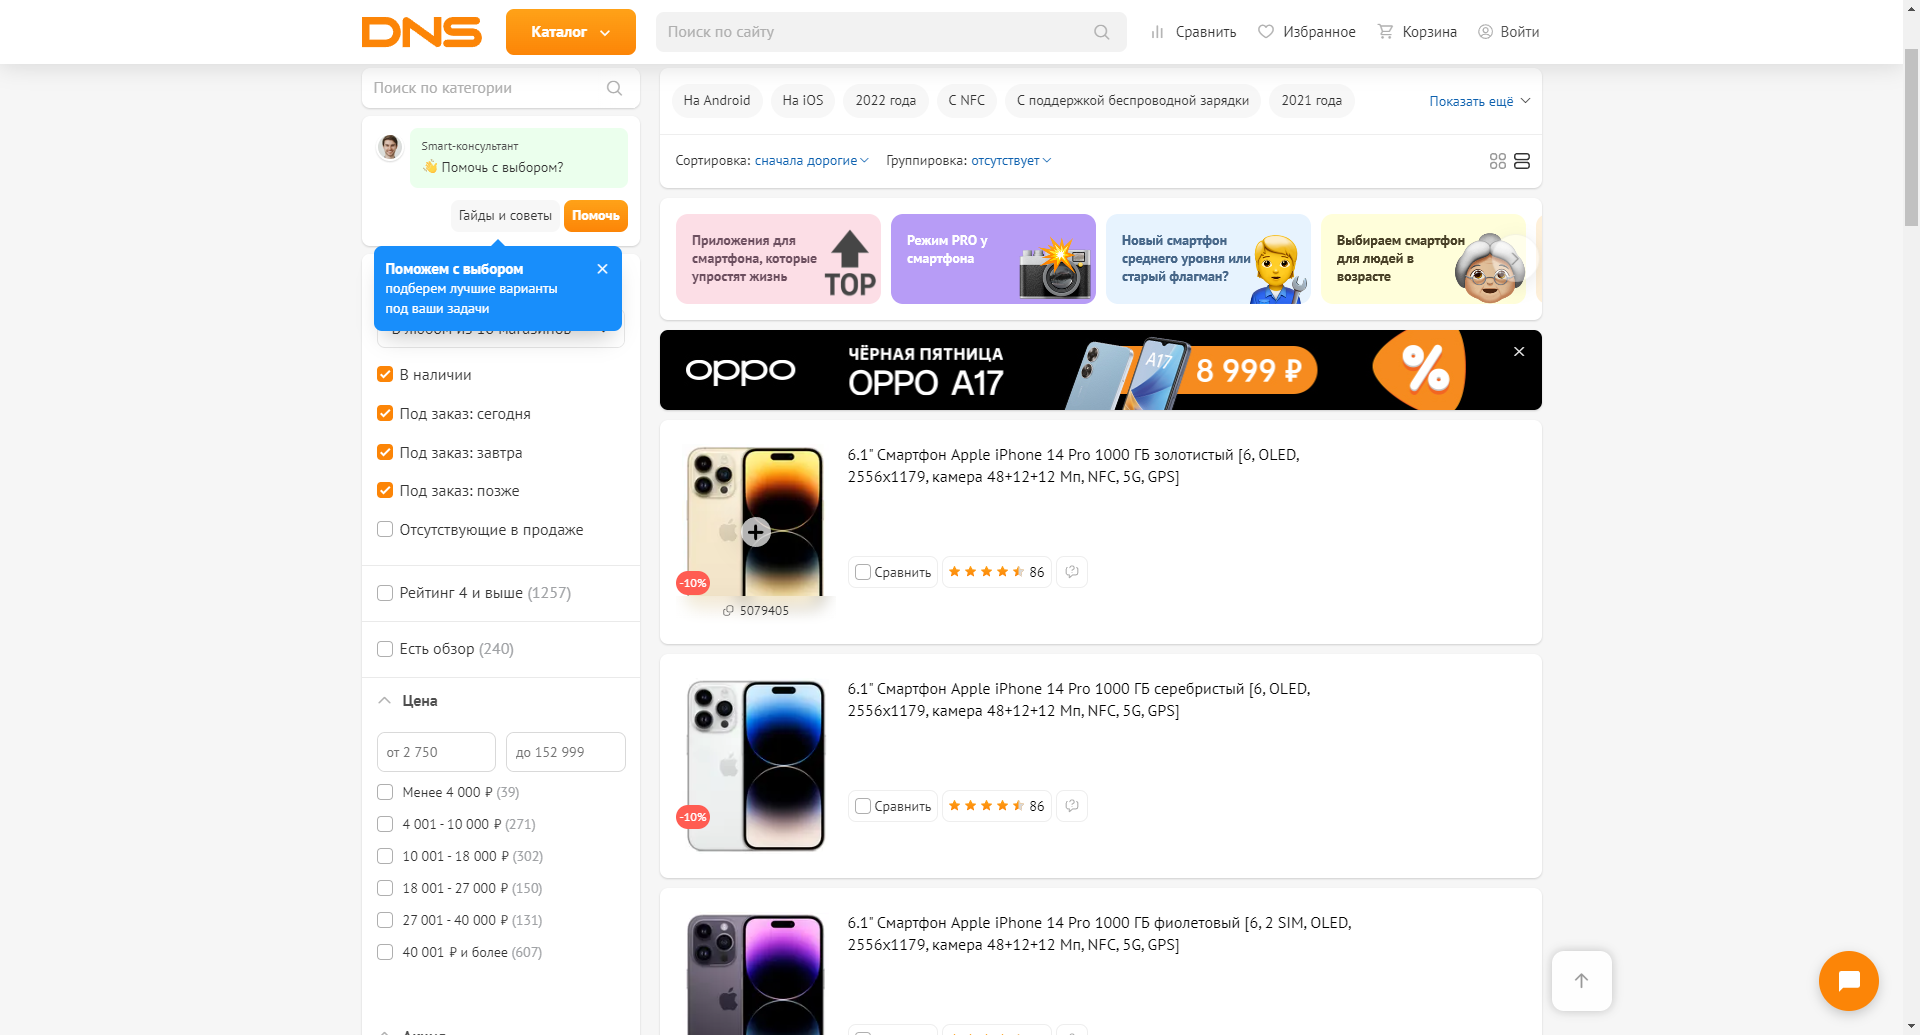 DNS
Каталог
Поиск по сайту
Сравнить
Избранное
Корзина
Войти
Поиск по категории
Smart-консультант
👋 Помочь с выбором?
Гайды и советы
Помочь
Поможем с выбором
подберем лучшие варианты
под ваши задачи
В наличии
Под заказ: сегодня
Под заказ: завтра
Под заказ: позже
Отсутствующие в продаже
Рейтинг 4 и выше (1257)
Есть обзор (240)
Цена
от 2 750
до 152 999
Менее 4 000 ₽ (39)
4 001 - 10 000 ₽ (271)
10 001 - 18 000 ₽ (302)
18 001 - 27 000 ₽ (150)
27 001 - 40 000 ₽ (131)
40 001 ₽ и более (607)
На Android
На iOS
2022 года
С NFC
С поддержкой беспроводной зарядки
2021 года
Показать ещё
Сортировка: сначала дорогие
Группировка: отсутствует
Приложения для
смартфона, которые
упростят жизнь
TOP
Режим PRO у
смартфона
Новый смартфон
среднего уровня или
старый флагман?
Выбираем смартфон
для людей в
возрасте
oppo
ЧЁРНАЯ ПЯТНИЦА
OPPO A17
A17
8 999 ₽
%
6.1" Смартфон Apple iPhone 14 Pro 1000 ГБ золотистый [6, OLED,
2556x1179, камера 48+12+12 Мп, NFC, 5G, GPS]
-10%
5079405
Сравнить
86
6.1" Смартфон Apple iPhone 14 Pro 1000 ГБ серебристый [6, OLED,
2556x1179, камера 48+12+12 Мп, NFC, 5G, GPS]
-10%
Сравнить
86
6.1" Смартфон Apple iPhone 14 Pro 1000 ГБ фиолетовый [6, 2 SIM, OLED,
2556x1179, камера 48+12+12 Мп, NFC, 5G, GPS]